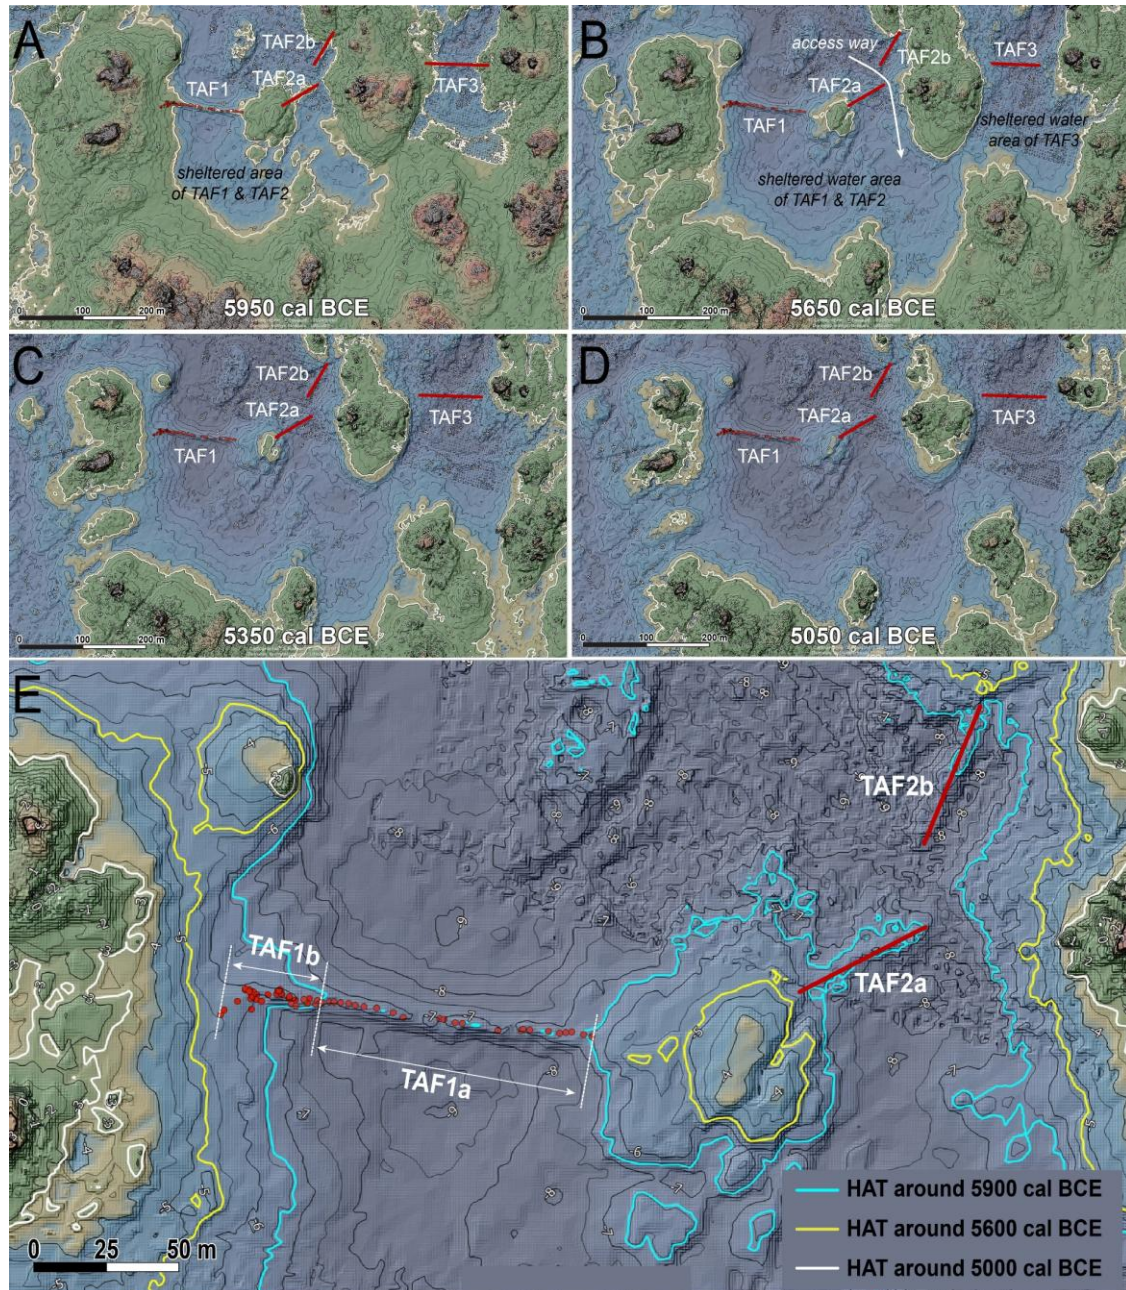 A
TAF2b
TAF1
TAF2a
TAF3
sheltered area
of TAF1 & TAF2
0 100 200 m
5950 cal BCE
B
access way
TAF2b
TAF3
TAF2a
TAF1
sheltered water
area of TAF3
sheltered water area
of TAF1 & TAF2
0 100 200 m
5650 cal BCE
C
TAF2b
TAF2a
TAF3
TAF1
0 100 200 m
5350 cal BCE
D
TAF2b
TAF2a
TAF3
TAF1
0 100 200 m
5050 cal BCE
E
TAF2b
TAF1b
TAF2a
TAF1a
HAT around 5900 cal BCE
HAT around 5600 cal BCE
HAT around 5000 cal BCE
0 25 50 m